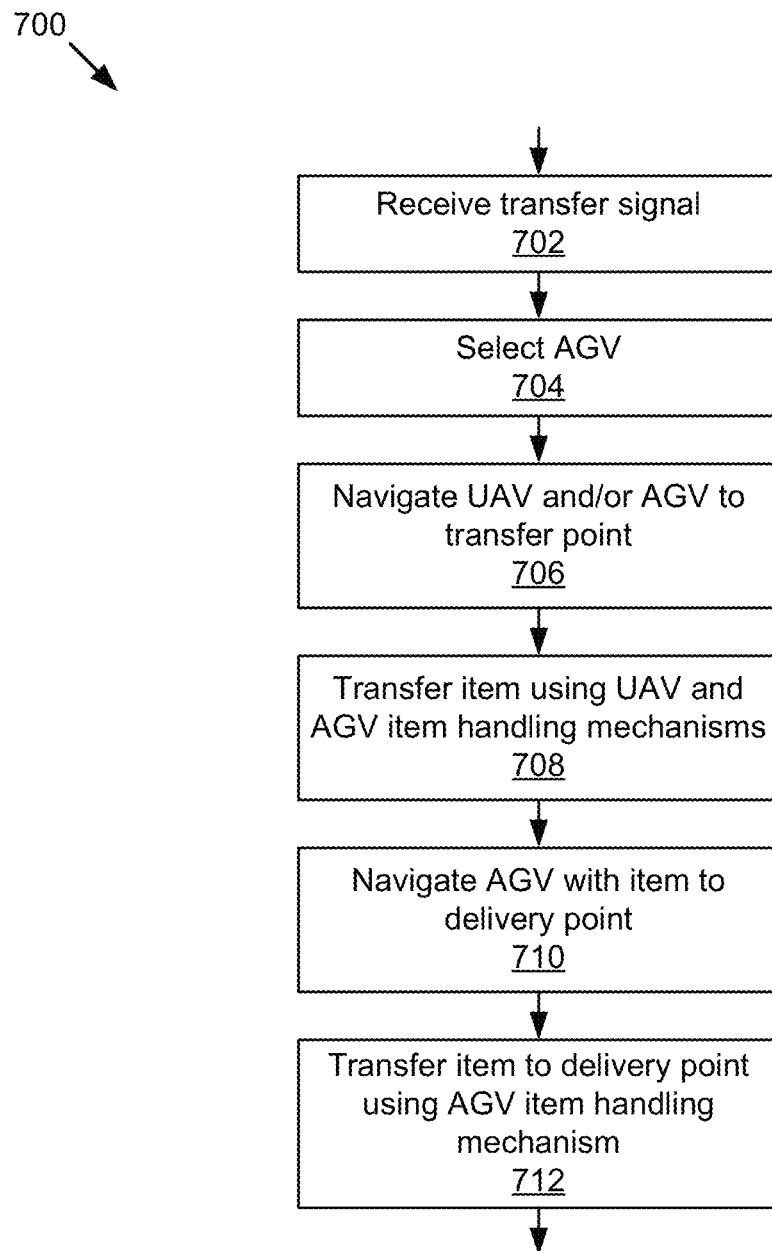 700
Receive transfer signal
702
Select AGV
704
Navigate UAV and/or AGV to
transfer point
706
Transfer item using UAV and
AGV item handling mechanisms
708
Navigate AGV with item to
delivery point
710
Transfer item to delivery point
using AGV item handling
mechanism
712